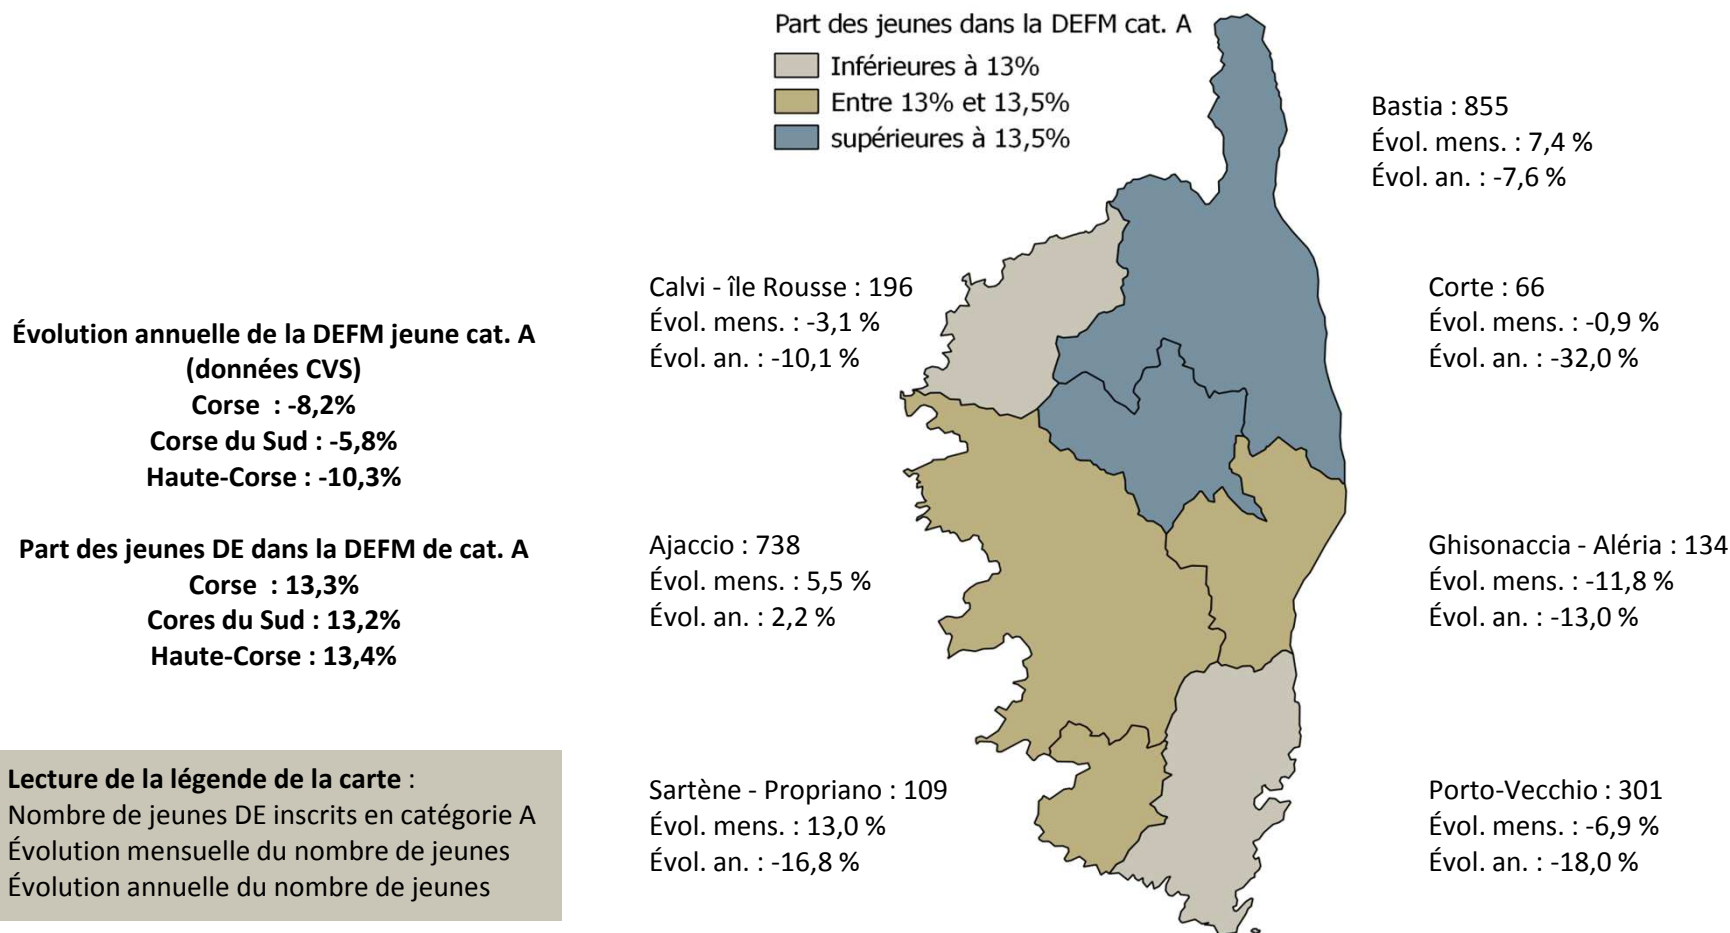 Part des jeunes dans la DEFM cat. A
Inférieures à 13%
Entre 13% et 13,5%
supérieures à 13,5%
Bastia : 855
Évol. mens. : 7,4 %
Évol. an. : -7,6 %
Calvi - île Rousse : 196
Évol. mens. : -3,1 %
Évol. an. : -10,1 %
Corte : 66
Évol. mens. : -0,9 %
Évol. an. : -32,0 %
Évolution annuelle de la DEFM jeune cat. A
(données CVS)
Corse : -8,2%
Corse du Sud : -5,8%
Haute-Corse : -10,3%
Part des jeunes DE dans la DEFM de cat. A
Corse : 13,3%
Cores du Sud : 13,2%
Haute-Corse : 13,4%
Ajaccio : 738
Évol. mens. : 5,5 %
Évol. an. : 2,2 %
Ghisonaccia - Aléria : 134
Évol. mens. : -11,8 %
Évol. an. : -13,0 %
Lecture de la légende de la carte :
Nombre de jeunes DE inscrits en catégorie A
Évolution mensuelle du nombre de jeunes
Évolution annuelle du nombre de jeunes
Sartène - Propriano : 109
Évol. mens. : 13,0 %
Évol. an. : -16,8 %
Porto-Vecchio : 301
Évol. mens. : -6,9 %
Évol. an. : -18,0 %